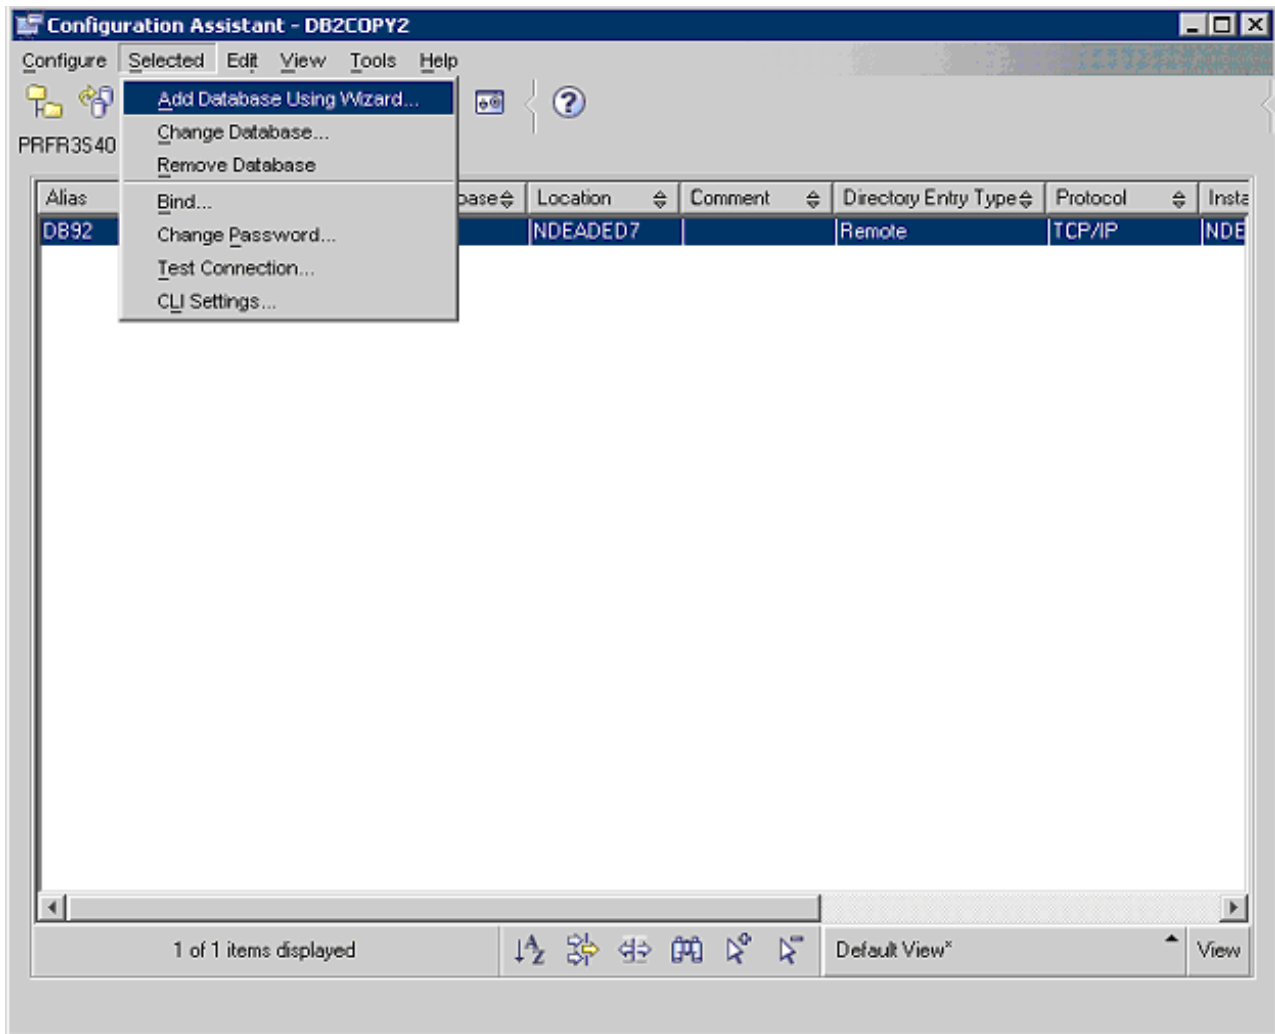 Configuration Assistant - DB2COPY2
Configure Selected Edit View Tools Help
Add Database Using Wizard...
Change Database...
PRFR3S40
Remove Database
Alias
base Location Comment Directory Entry Type Protocol Insta
Bind...
DB92 NDEADED7 Remote TCP/IP NDE
Change Password...
Test Connection...
CLI Settings...
1 of 1 items displayed Default View* View